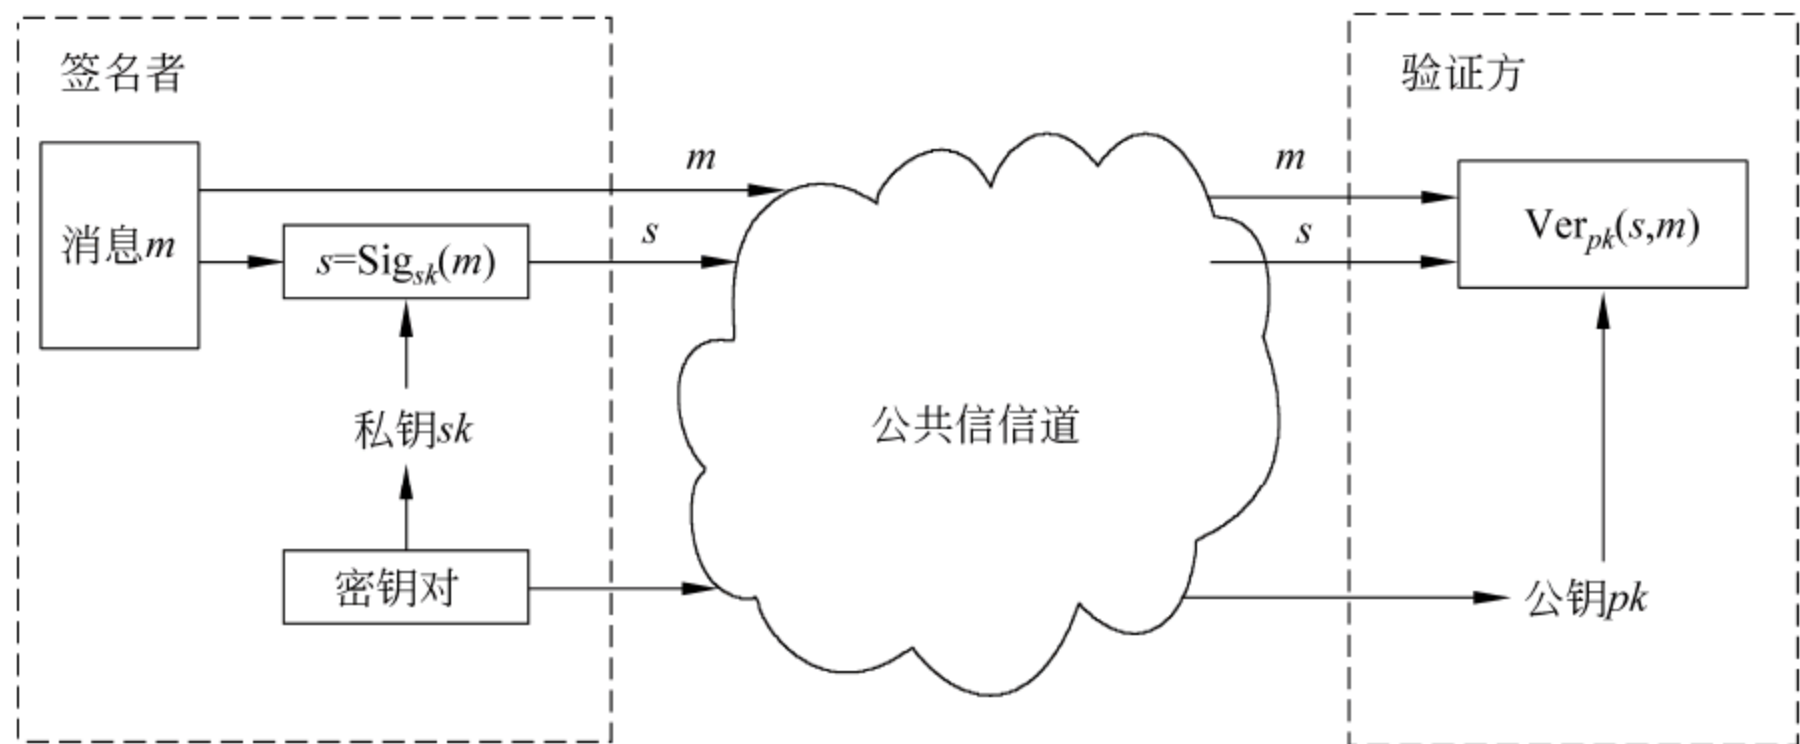 签名者
消息m
m
s=Sig_sk(m)
s
私钥sk
密钥对
公共信信道
验证方
m
s
Ver_pk(s,m)
公钥pk